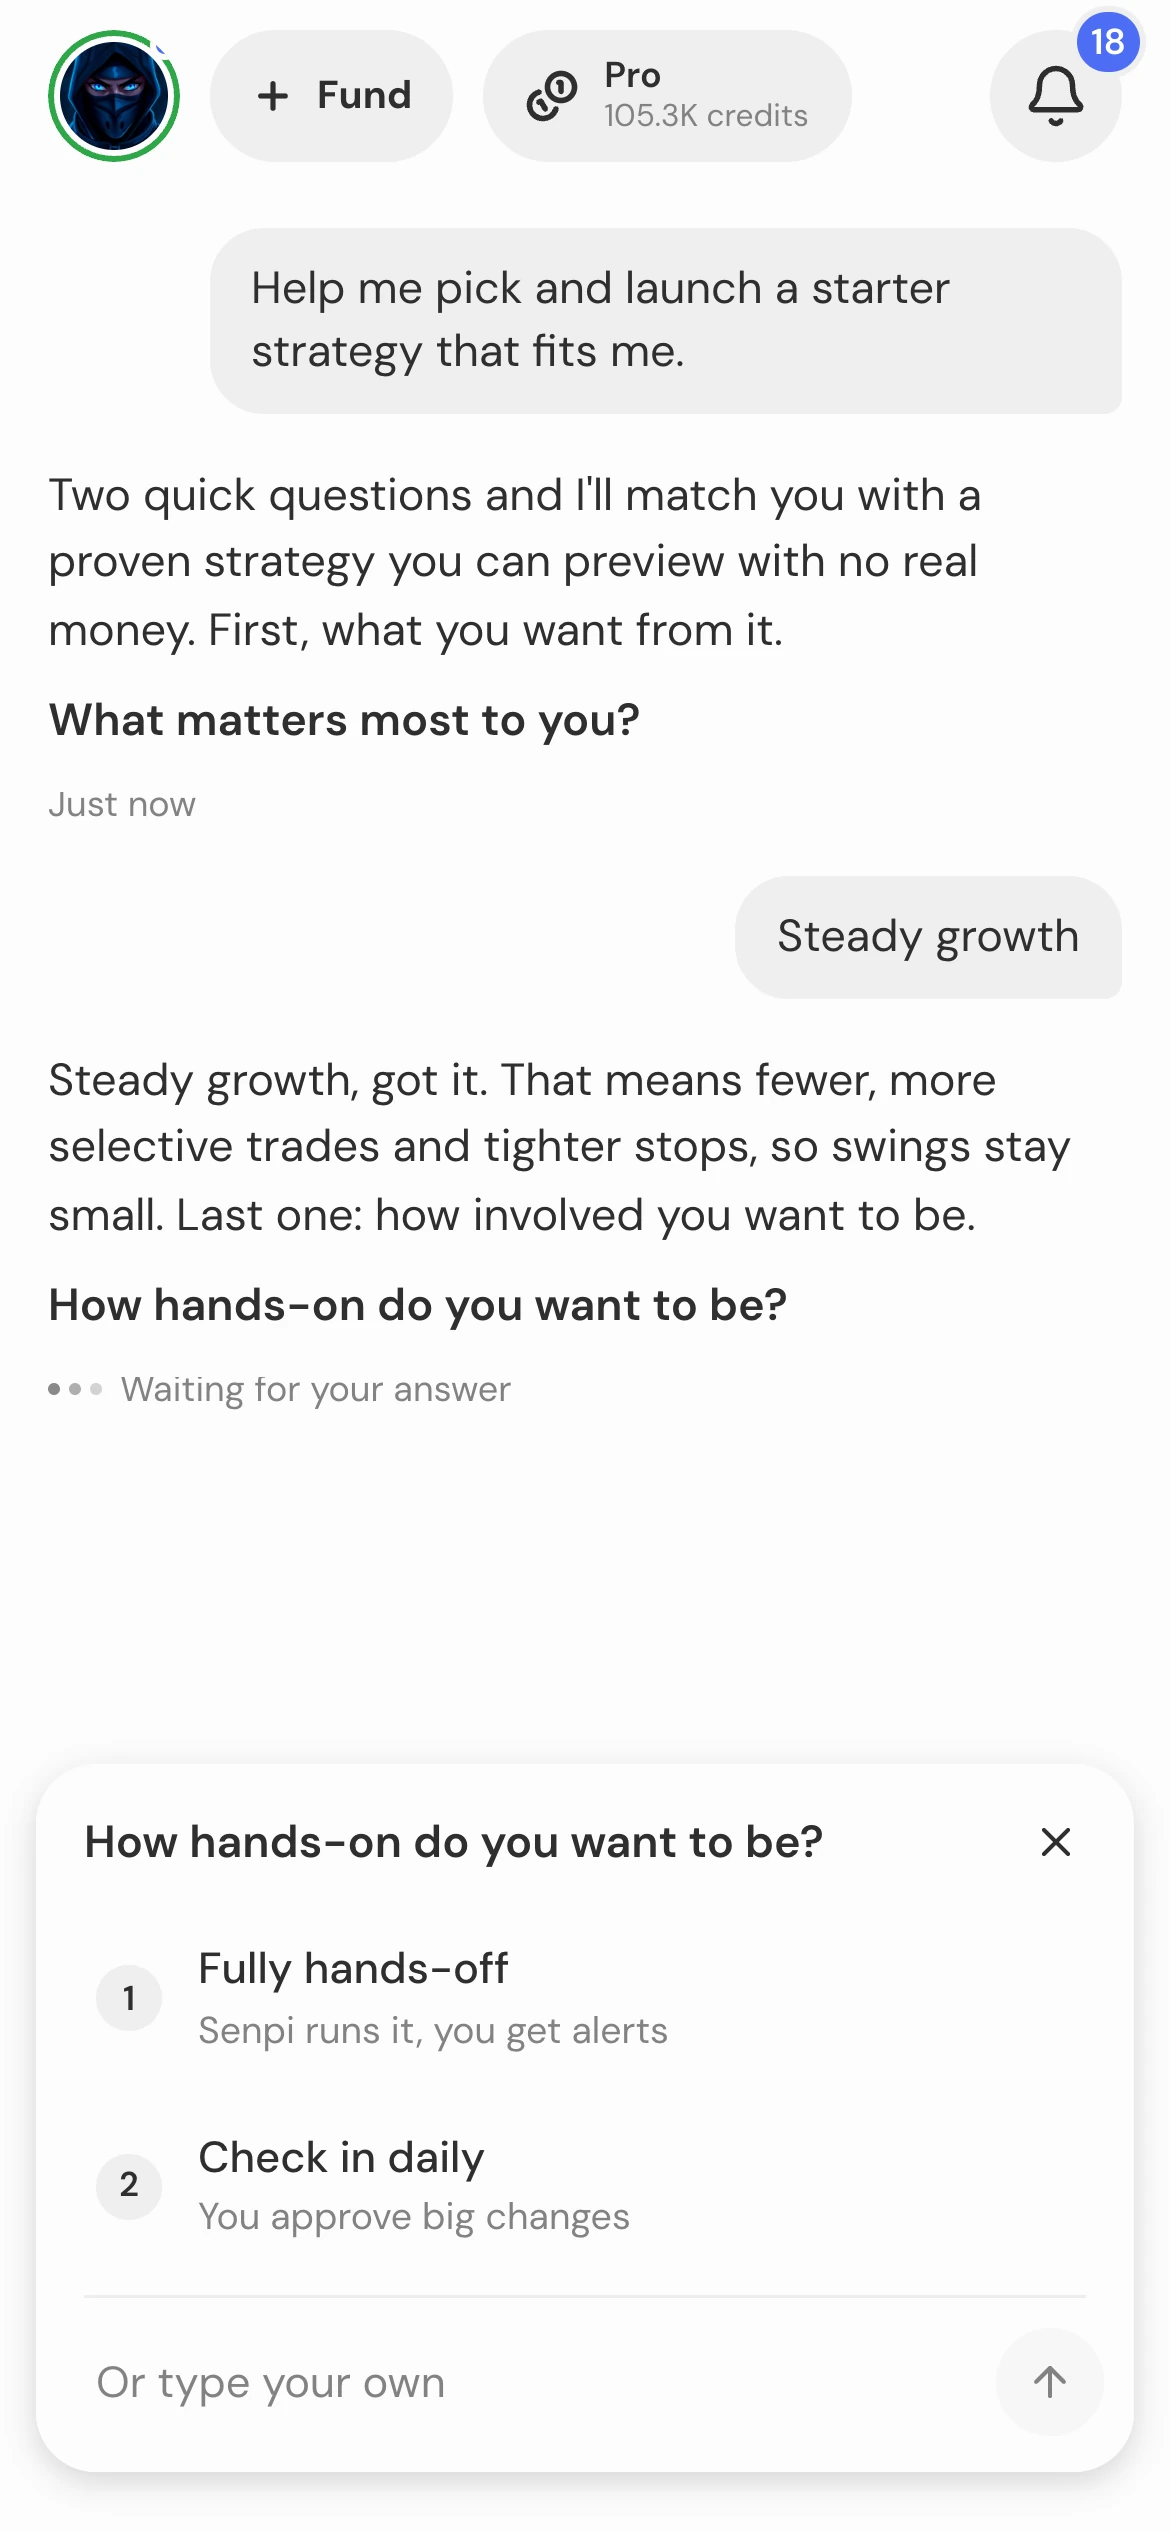 Fund
Pro
105.3K credits
18
Help me pick and launch a starter
strategy that fits me.
Two quick questions and I'll match you with a
proven strategy you can preview with no real
money. First, what you want from it.
What matters most to you?
Just now
Steady growth
Steady growth, got it. That means fewer, more
selective trades and tighter stops, so swings stay
small. Last one: how involved you want to be.
How hands-on do you want to be?
Waiting for your answer
How hands-on do you want to be?
1
Fully hands-off
Senpi runs it, you get alerts
2
Check in daily
You approve big changes
Or type your own